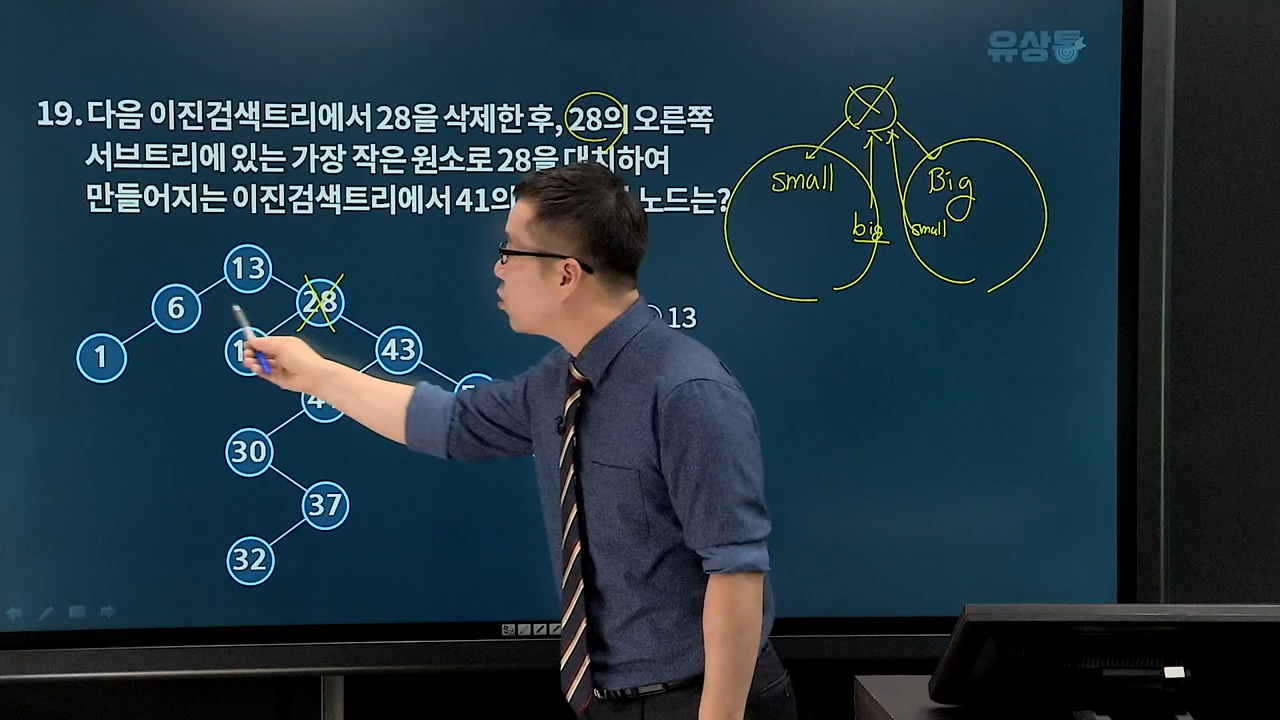 유상통
19. 다음 이진검색트리에서 28을 삭제한 후, 28의 오른쪽
서브트리에 있는 가장 작은 원소로 28을 대치하여
만들어지는 이진검색트리에서 41의 노드는?
small
Big
big
small
13
28
6
1
43
13
30
37
32